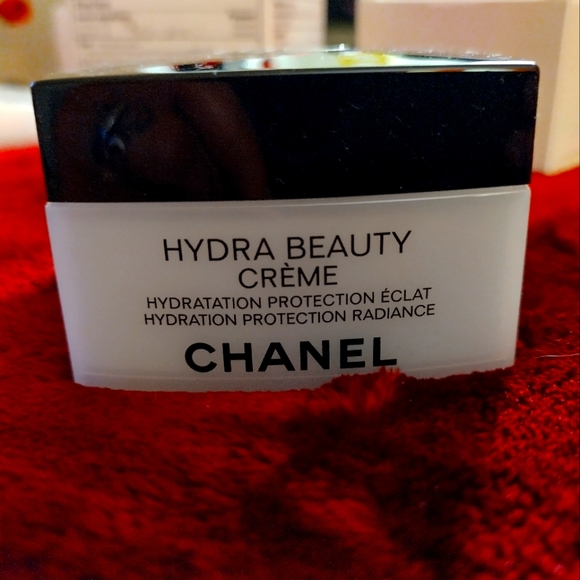 HYDRA BEAUTY
CRÈME
HYDRATATION PROTECTION ÉCLAT
HYDRATION PROTECTION RADIANCE
CHANEL